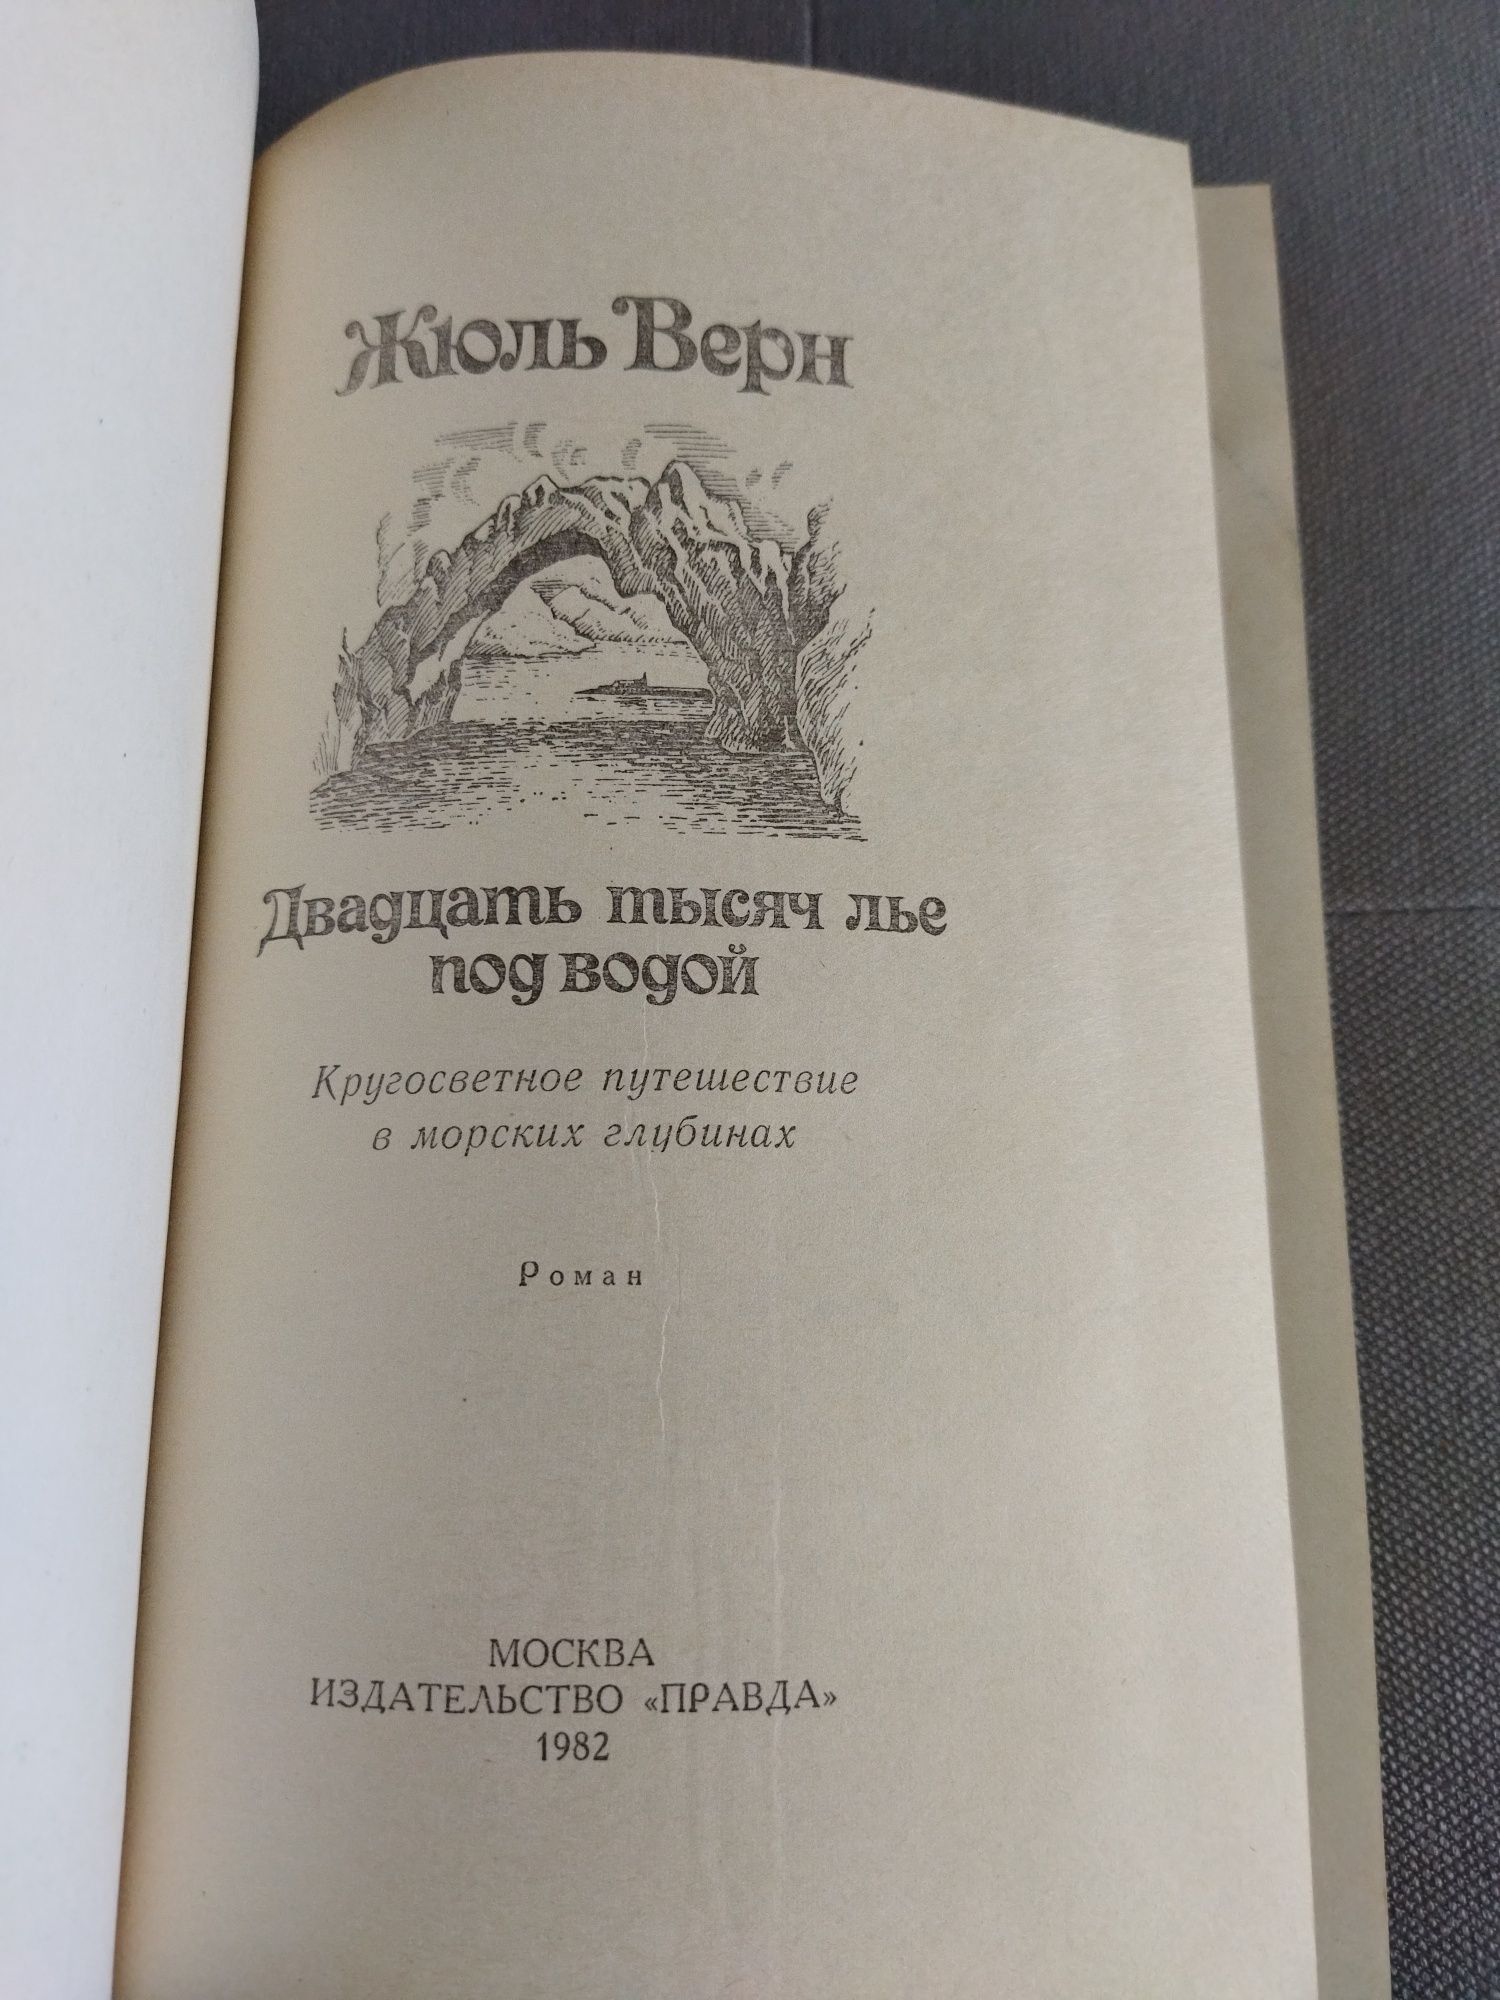 Жюль Верн
Двадцать тысяч лье
под водой
Кругосветное путешествие
в морских глубинах
Роман
МОСКВА
ИЗДАТЕЛЬСТВО «ПРАВДА»
1982